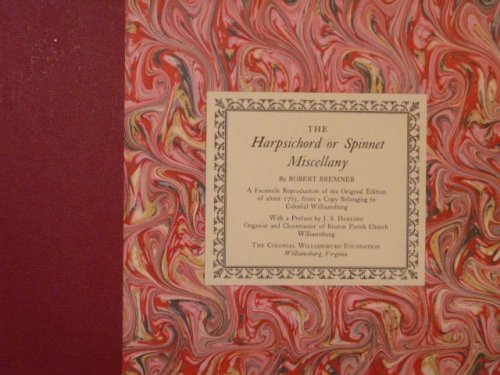 THE
Harpsichord or Spinnet
Miscellany
By ROBERT BREMNER
A Facsimile Reproduction of the Original Edition
of about 1765, from a Copy Belonging to
Colonial Williamsburg
With a Preface by J. S. DARLING
Organist and Choirmaster of Bruton Parish Church
Williamsburg
THE COLONIAL WILLIAMSBURG FOUNDATION
Williamsburg, Virginia